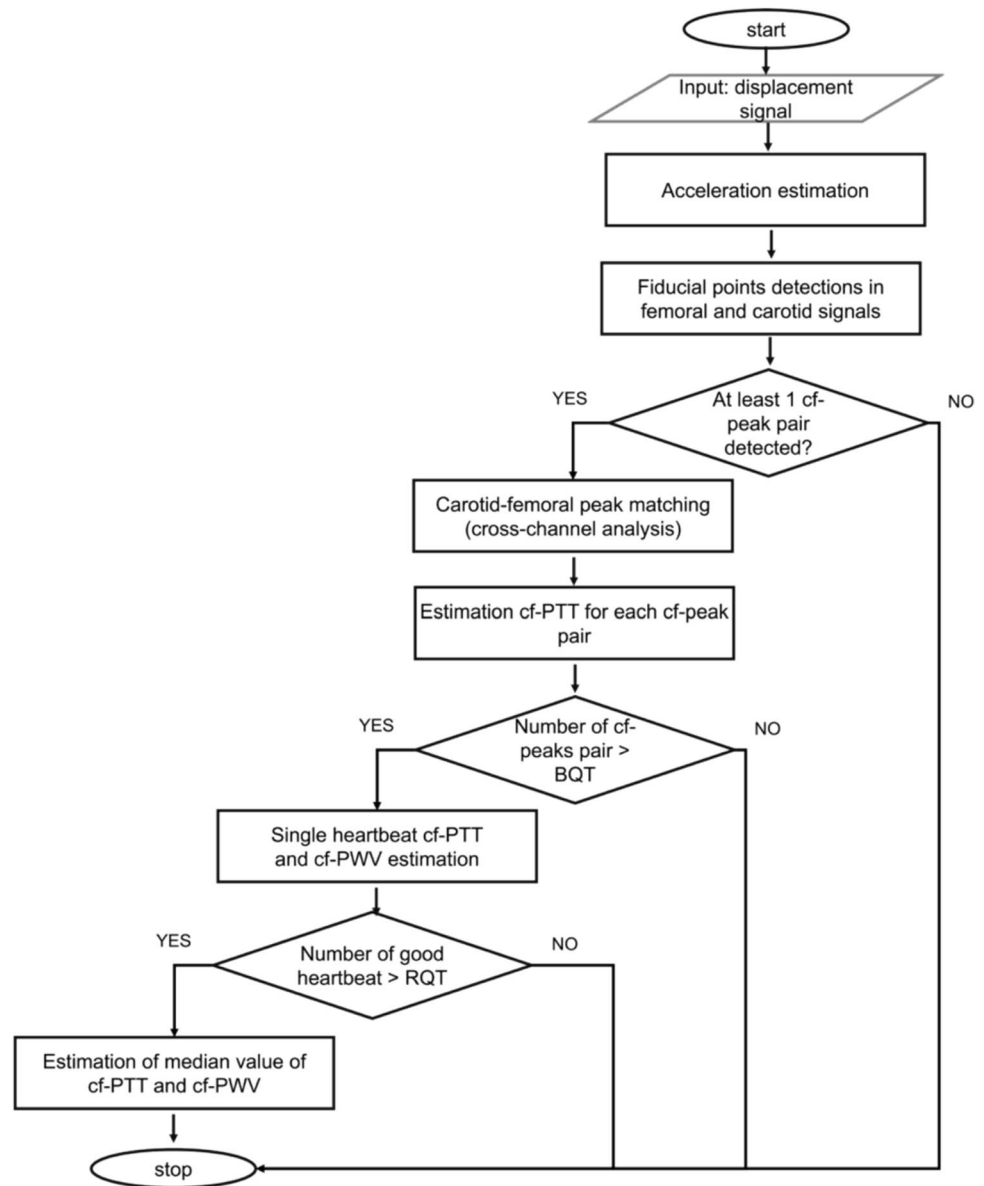 start
Input: displacement
signal
Acceleration estimation
Fiducial points detections in
femoral and carotid signals
YES
At least 1 cf-
peak pair
detected?
NO
Carotid-femoral peak matching
(cross-channel analysis)
Estimation cf-PTT for each cf-peak
pair
YES
Number of cf-
peaks pair >
BQT
NO
Single heartbeat cf-PTT
and cf-PWV estimation
YES
Number of good
heartbeat > RQT
NO
Estimation of median value of
cf-PTT and cf-PWV
stop